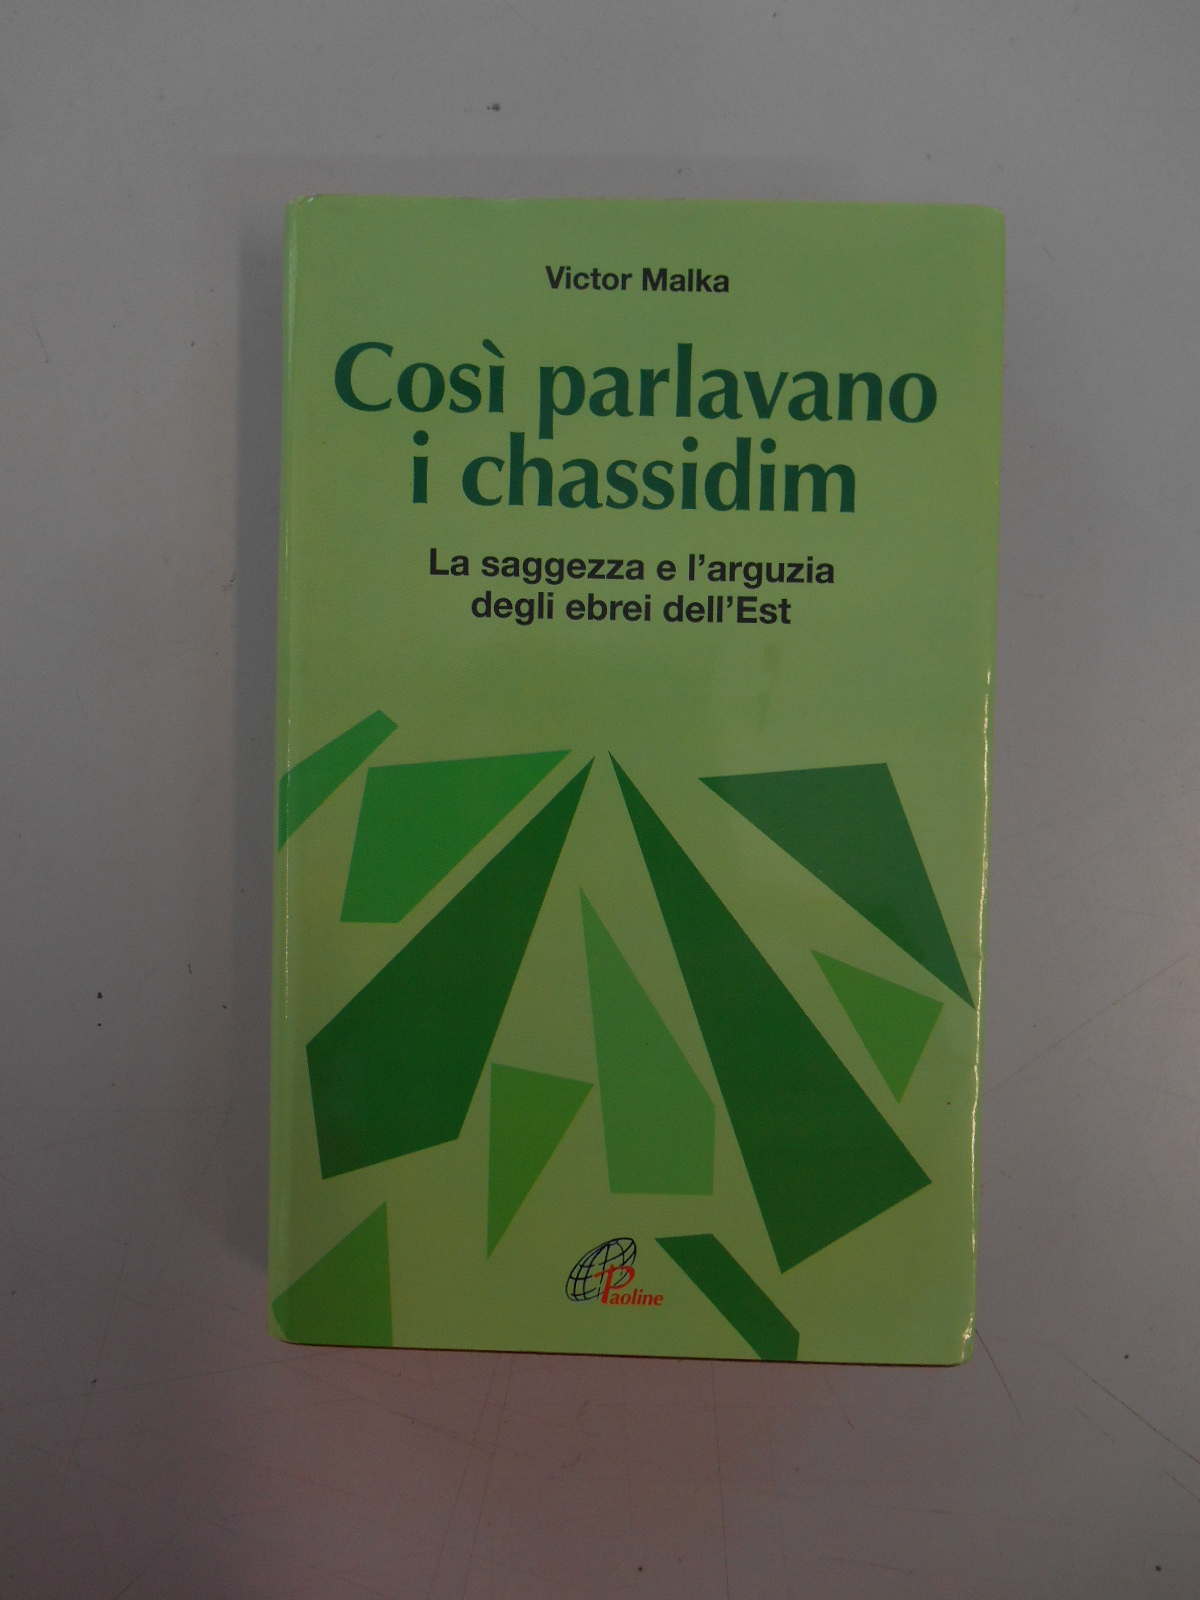 Victor Malka
Così parlavano
i chassidim
La saggezza e l'arguzia
degli ebrei dell'Est
Paoline